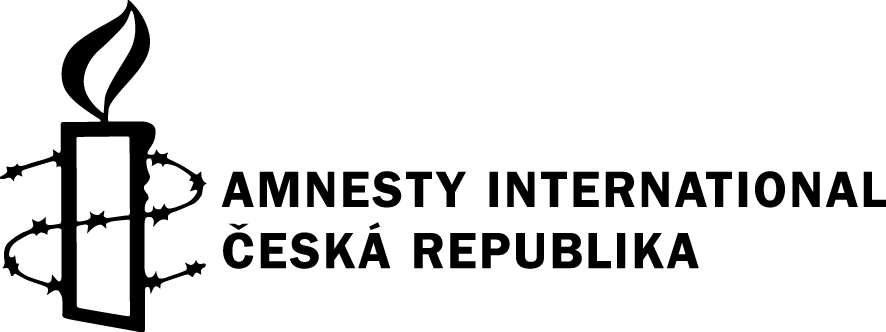 AMNESTY INTERNATIONAL
ČESKÁ REPUBLIKA